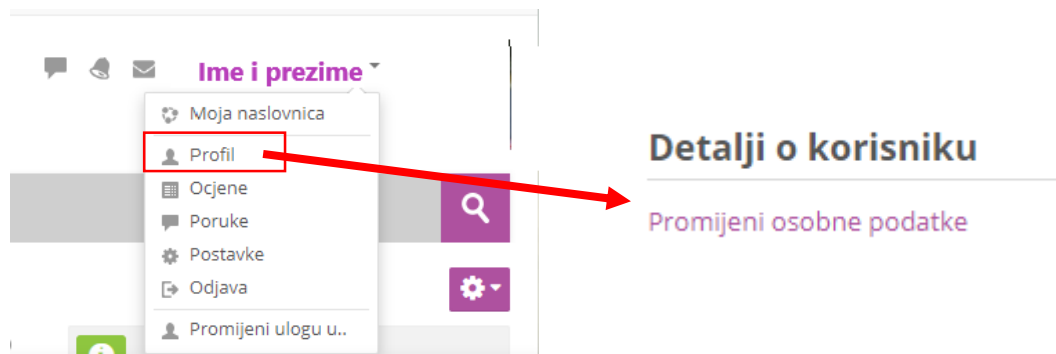 Ime i prezime
Moja naslovnica
Profil
Ocjene
Poruke
Postavke
Odjava
Promijeni ulogu u..
Detalji o korisniku
Promijeni osobne podatke